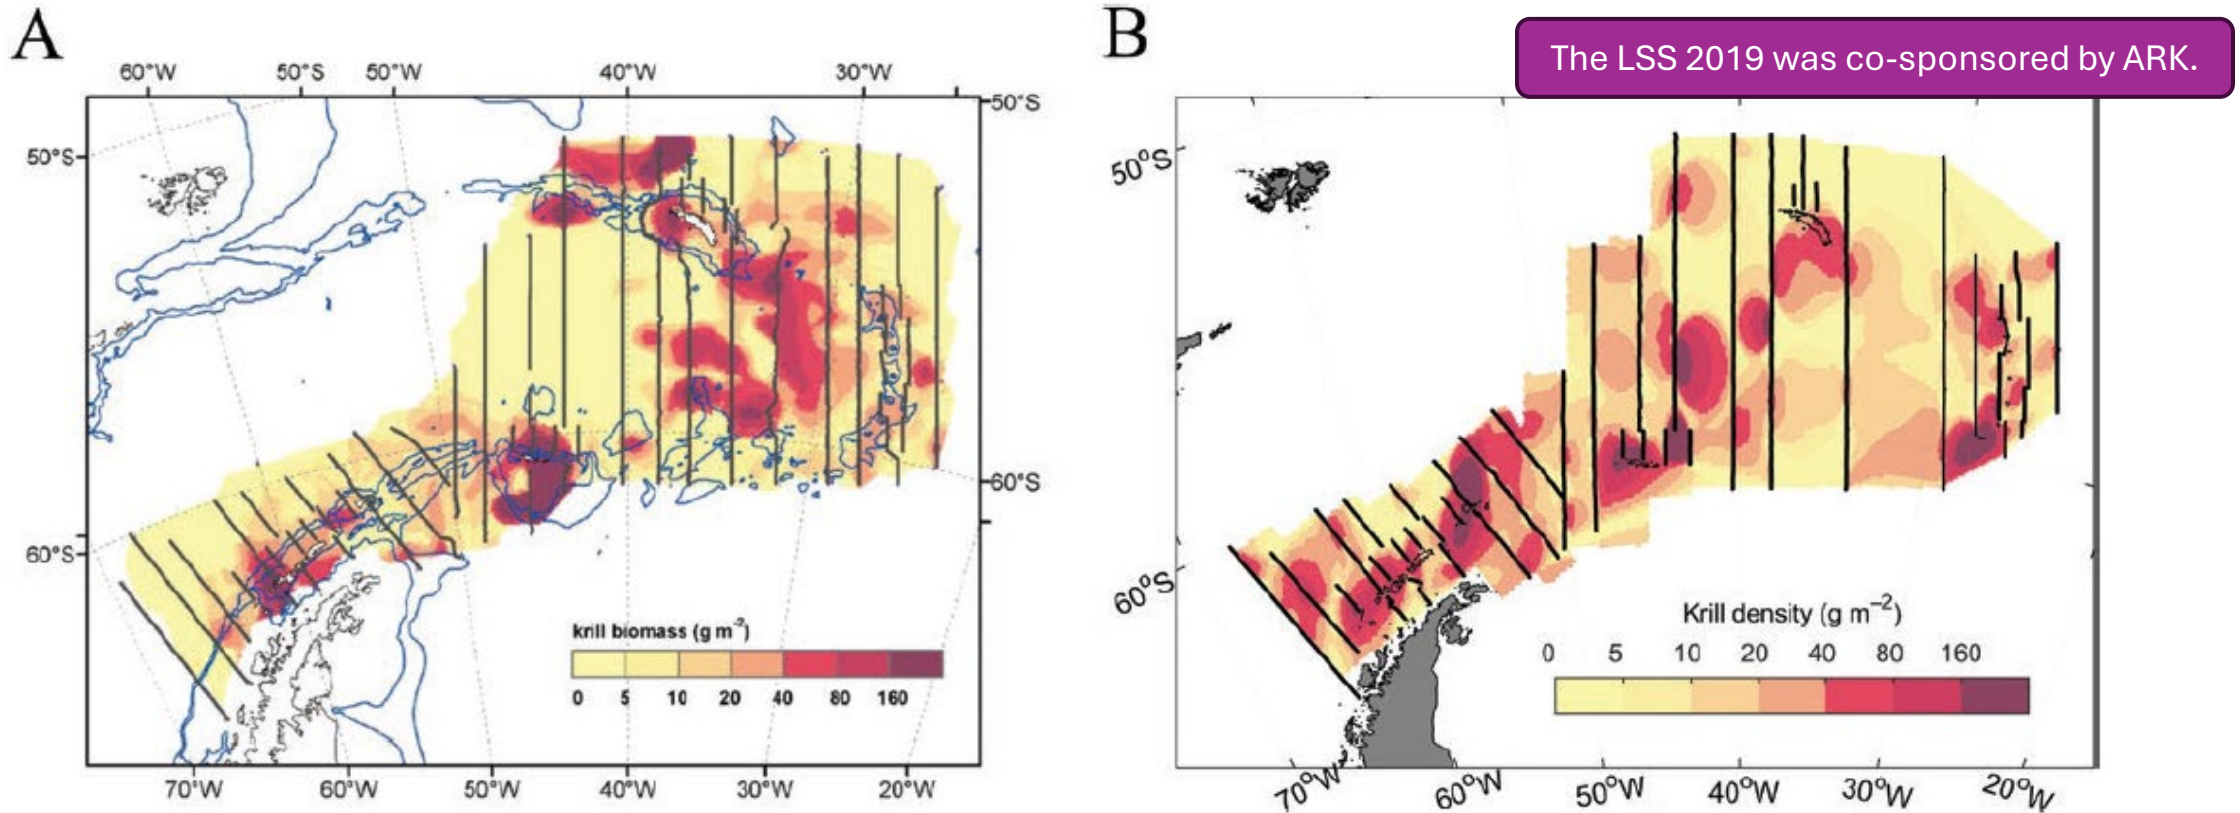 A
B
The LSS 2019 was co-sponsored by ARK.
60°W 50°S 50°W 40°W 30°W
50°S
50°S
60°S
60°S
krill biomass (g m⁻²)
0 5 10 20 40 80 160
70°W 60°W 50°W 40°W 30°W 20°W
50°S
60°S
Krill density (g m⁻²)
0 5 10 20 40 80 160
70°W 60°W 50°W 40°W 30°W 20°W